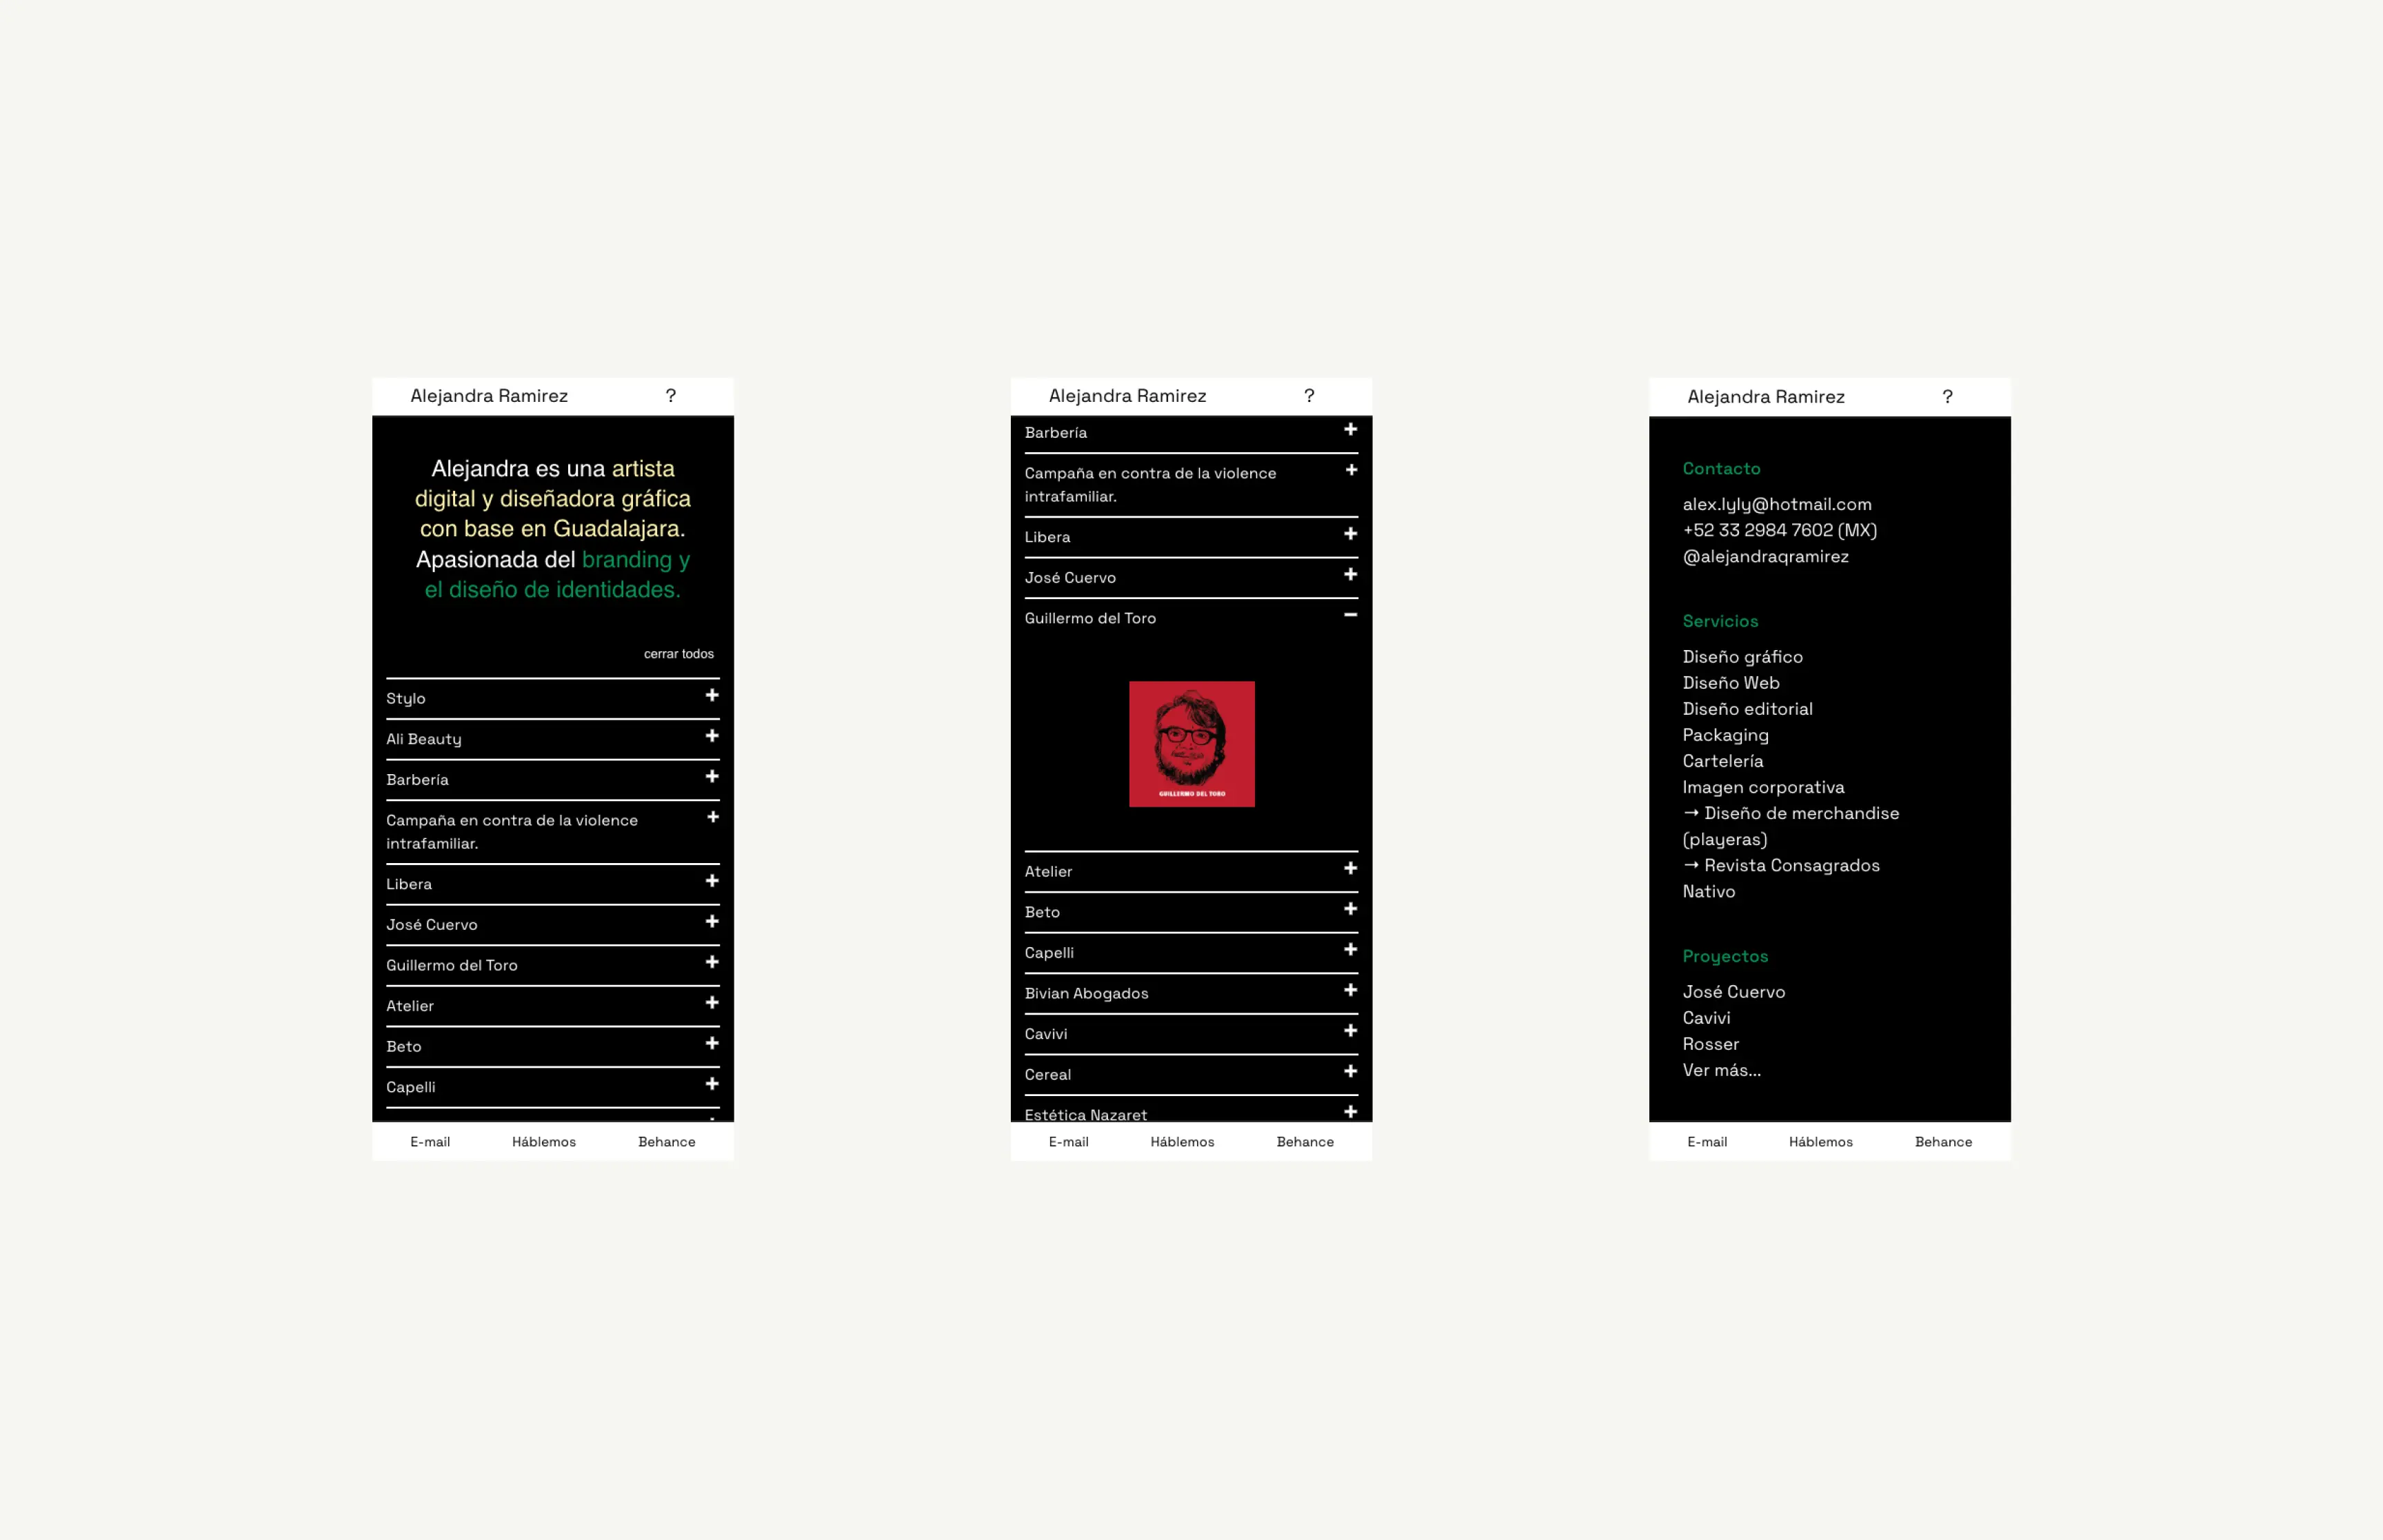 Alejandra Ramirez ?
Alejandra es una artista
digital y diseñadora gráfica
con base en Guadalajara.
Apasionada del branding y
el diseño de identidades.
cerrar todos
Stylo
Ali Beauty
Barbería
Campaña en contra de la violence
intrafamiliar.
Libera
José Cuervo
Guillermo del Toro
Atelier
Beto
Capelli
E-mail Háblemos Behance
Alejandra Ramirez ?
Barbería
Campaña en contra de la violence
intrafamiliar.
Libera
José Cuervo
Guillermo del Toro
GUILLERMO DEL TORO
Atelier
Beto
Capelli
Bivian Abogados
Cavivi
Cereal
Estética Nazaret
E-mail Háblemos Behance
Alejandra Ramirez ?
Contacto
alex.lyly@hotmail.com
+52 33 2984 7602 (MX)
@alejandraqramirez
Servicios
Diseño gráfico
Diseño Web
Diseño editorial
Packaging
Cartelería
Imagen corporativa
→ Diseño de merchandise
(playeras)
→ Revista Consagrados
Nativo
Proyectos
José Cuervo
Cavivi
Rosser
Ver más...
E-mail Háblemos Behance